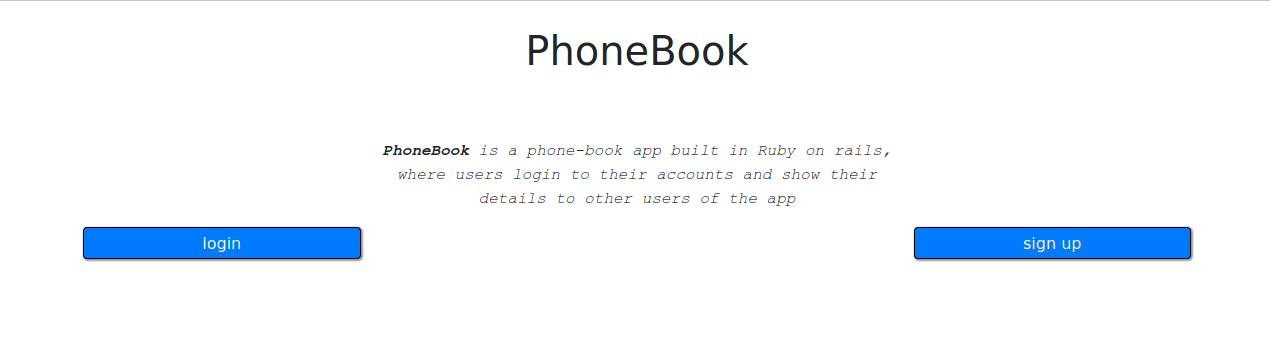 PhoneBook
PhoneBook is a phone-book app built in Ruby on rails,
where users login to their accounts and show their
details to other users of the app
login
sign up